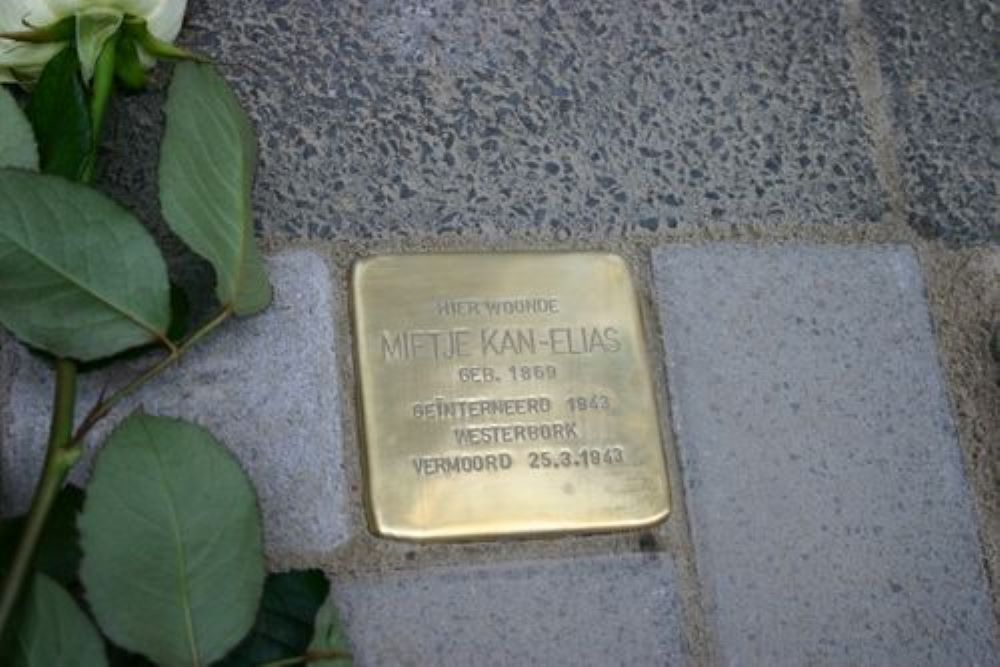 HIER WOONDE
MIETJE KAN-ELIAS
GEB. 1869
GEÏNTERNEERD 1943
WESTERBORK
VERMOORD 25.3.1943